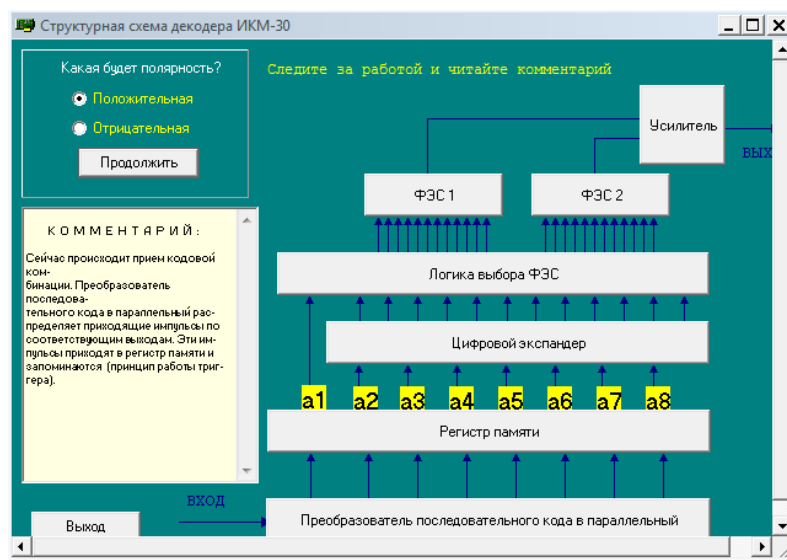 Структурная схема декодера ИКМ-30
Какая будет полярность?
Положительная
Отрицательная
Продолжить
Следите за работой и читайте комментарий
Усилитель
ВЫХ
ФЭС 1
ФЭС 2
КОММЕНТАРИЙ:
Сейчас происходит прием кодовой
ком-
бинации. Преобразователь
последова-
тельного кода в параллельный рас-
пределяет приходящие импульсы по
соответствующим выходам. Эти им-
пульсы приходят в регистр памяти и
запоминаются (принцип работы триг-
гера).
Логика выбора ФЭС
Цифровой экспандер
a1 a2 a3 a4 a5 a6 a7 a8
Регистр памяти
ВХОД
Преобразователь последовательного кода в параллельный
Выход